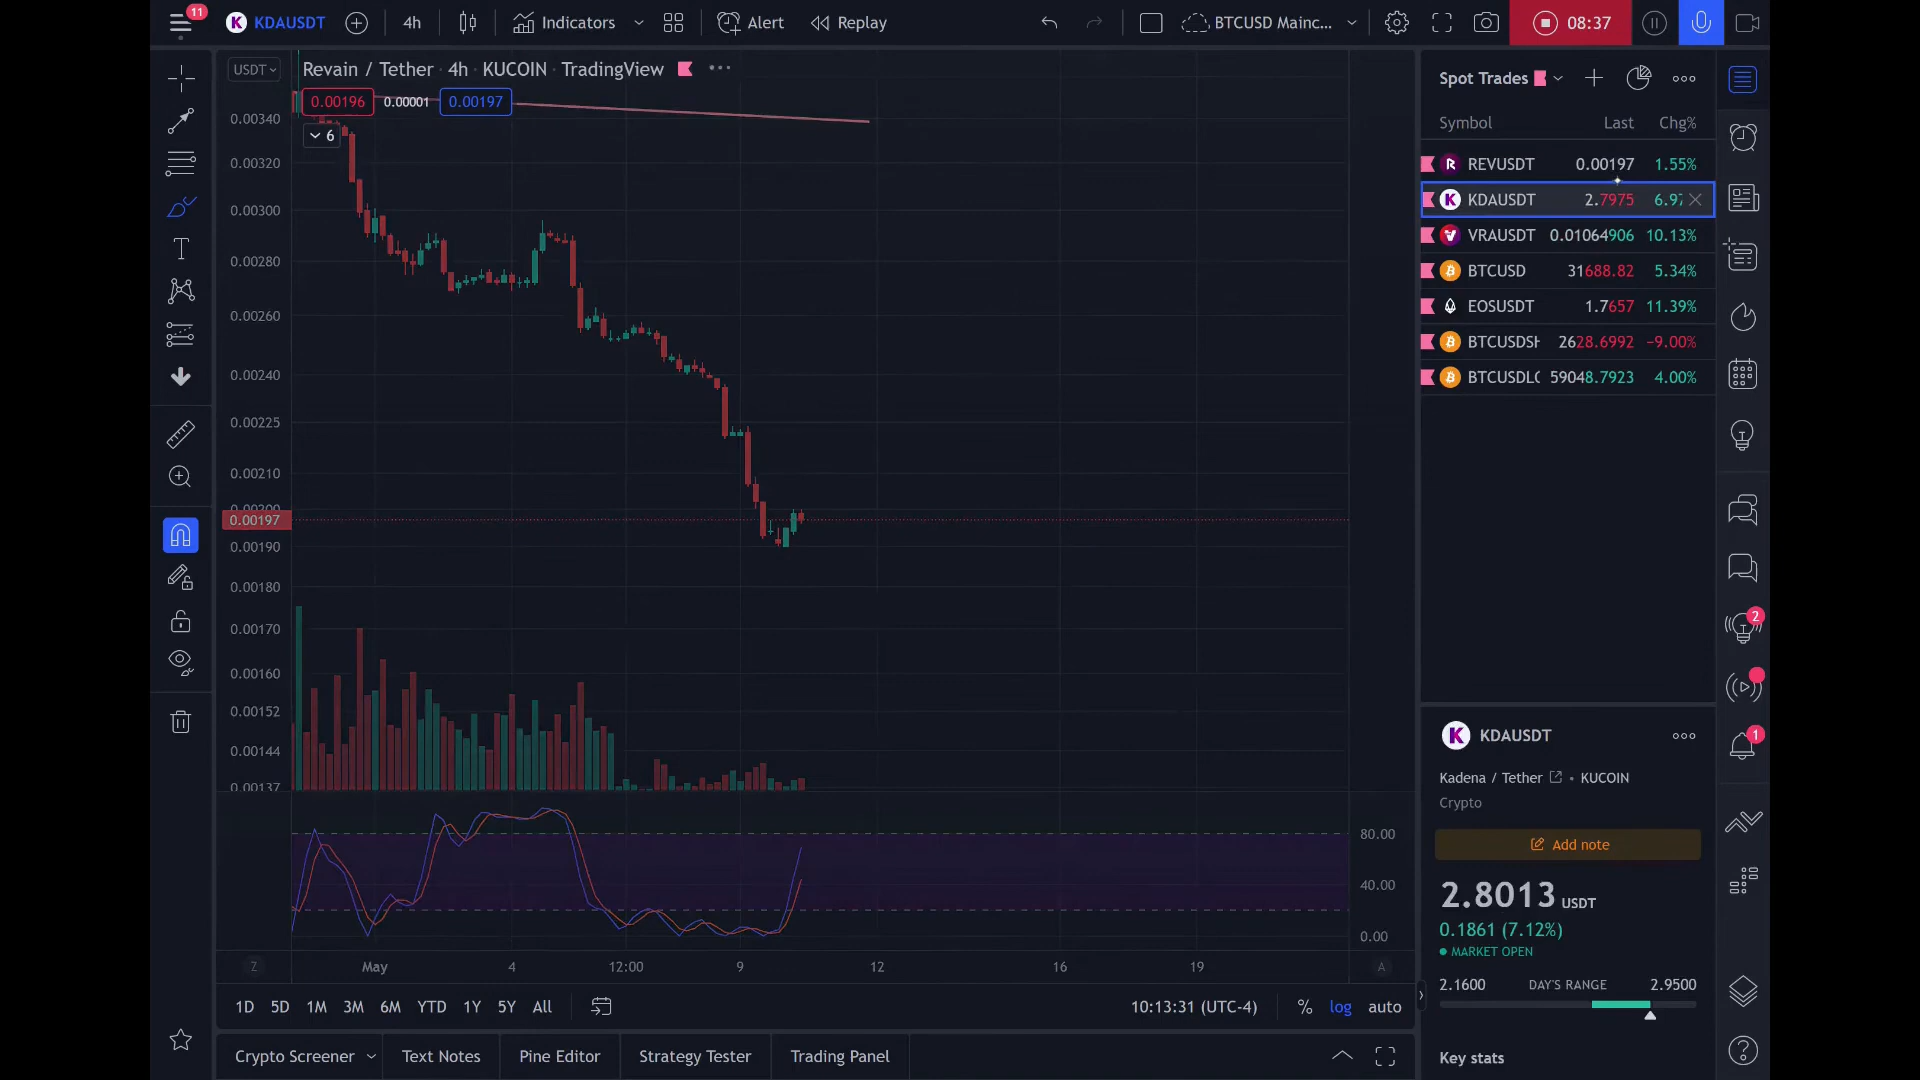 11
KDAUSDT
4h
Indicators
Alert
Replay
BTCUSD Mainc...
08:37
USDT
Revain / Tether · 4h · KUCOIN · TradingView
0.00196
0.00001
0.00197
6
0.00340
0.00320
0.00300
0.00280
0.00260
0.00240
0.00225
0.00210
0.00200
0.00197
0.00190
0.00180
0.00170
0.00160
0.00152
0.00144
0.00137
80.00
40.00
0.00
Z
May
4
12:00
9
12
16
19
A
1D 5D 1M 3M 6M YTD 1Y 5Y All
10:13:31 (UTC-4)
% log auto
Crypto Screener
Text Notes
Pine Editor
Strategy Tester
Trading Panel
Spot Trades
Symbol Last Chg%
REVUSDT 0.00197 1.55%
KDAUSDT 2.7975 6.97
VRAUSDT 0.01064906 10.13%
BTCUSD 31688.82 5.34%
EOSUSDT 1.7657 11.39%
BTCUSDSH 2628.6992 −9.00%
BTCUSDLO 59048.7923 4.00%
KDAUSDT
Kadena / Tether • KUCOIN
Crypto
Add note
2.8013 USDT
0.1861 (7.12%)
MARKET OPEN
2.1600 DAY'S RANGE 2.9500
Key stats
2
1